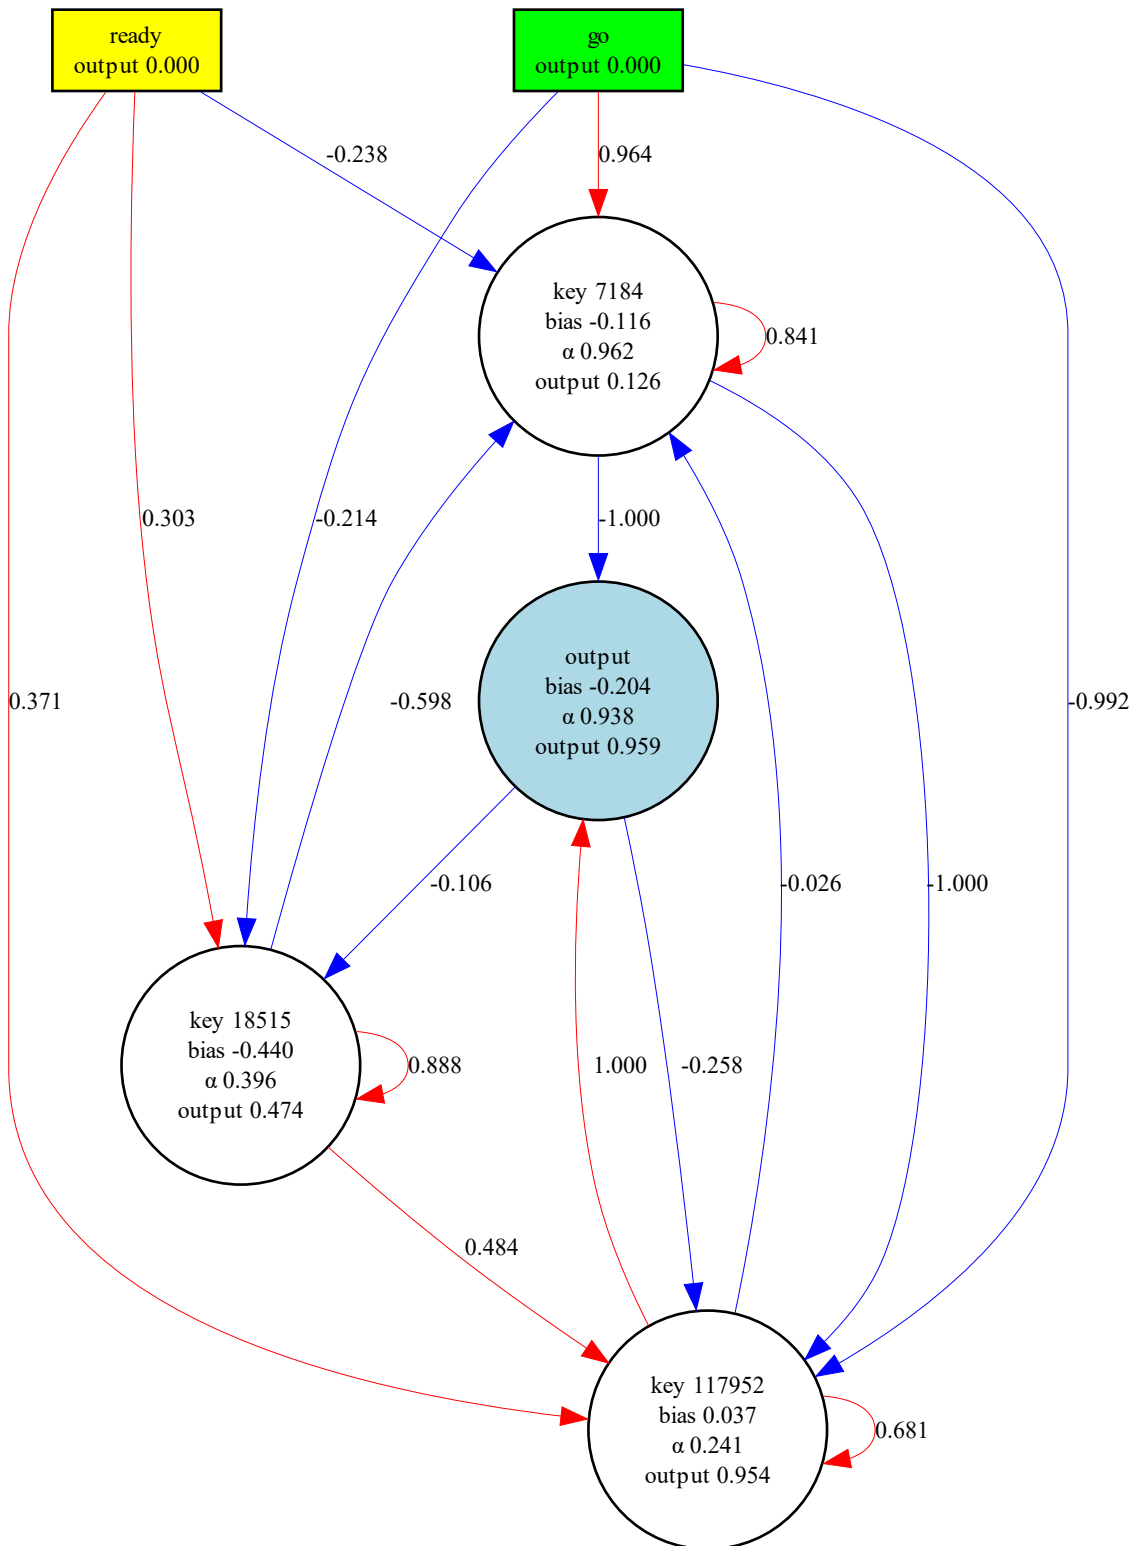 ready
output 0.000
go
output 0.000
-0.238
0.964
key 7184
bias -0.116
α 0.962
output 0.126
0.841
0.303
-0.214
-1.000
0.371
-0.598
output
bias -0.204
α 0.938
output 0.959
-0.992
-0.106
-0.026
-1.000
key 18515
bias -0.440
α 0.396
output 0.474
0.888
1.000
-0.258
0.484
key 117952
bias 0.037
α 0.241
output 0.954
0.681